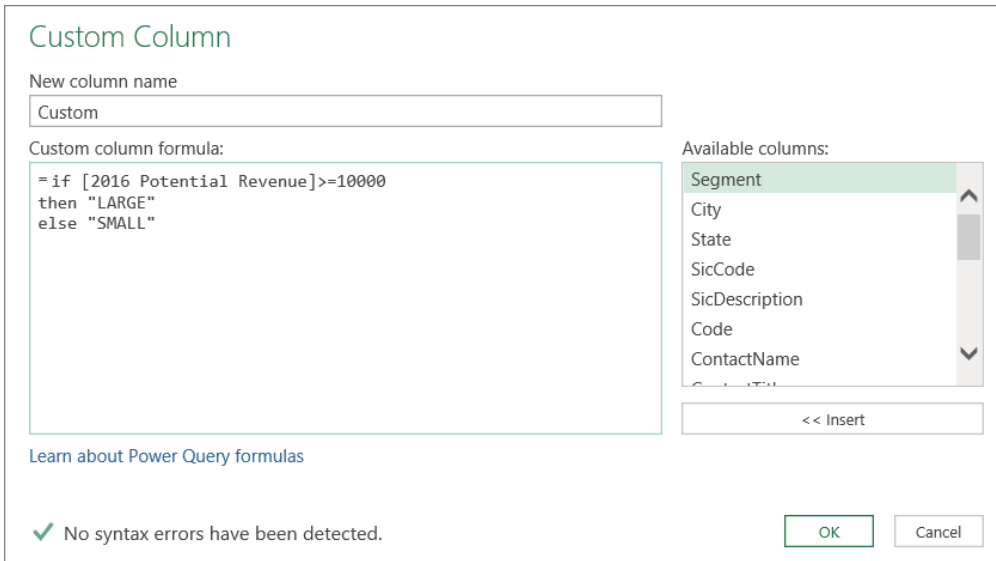 Custom Column
New column name
Custom
Custom column formula:
=if [2016 Potential Revenue]>=10000
then "LARGE"
else "SMALL"
Available columns:
Segment
City
State
SicCode
SicDescription
Code
ContactName
<< Insert
Learn about Power Query formulas
No syntax errors have been detected.
OK
Cancel